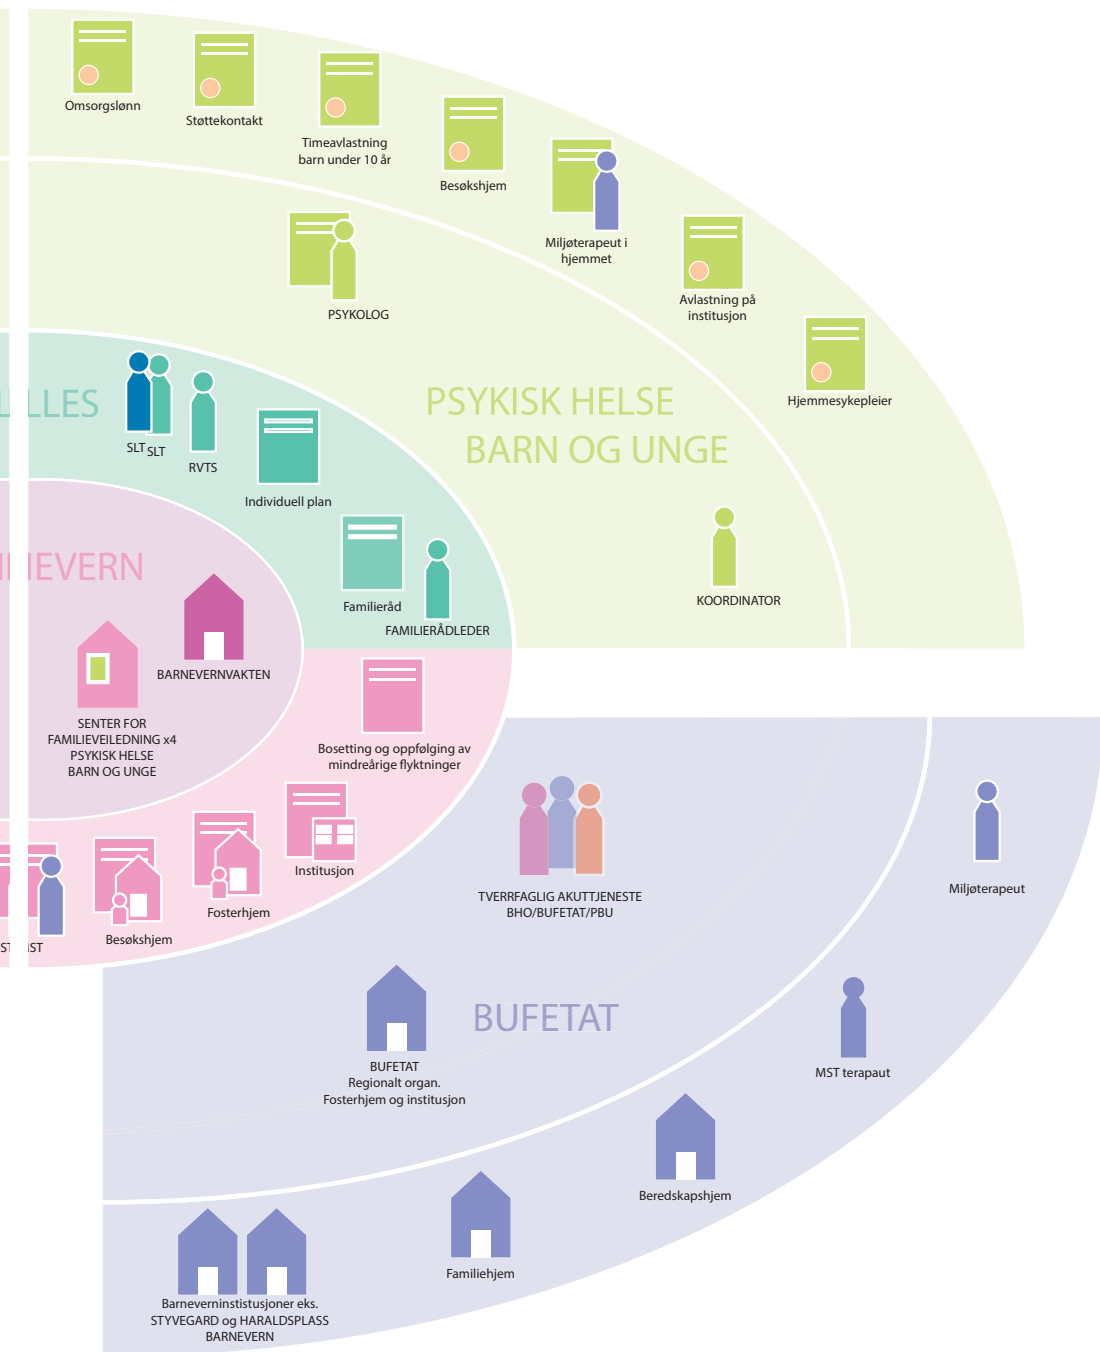 Omsorgslønn
Støttekontakt
Timeavlastning
barn under 10 år
Besøkshjem
Miljøterapeut i
hjemmet
Avlastning på
institusjon
Hjemmesykepleier
PSYKOLOG
PSYKISK HELSE
BARN OG UNGE
KOORDINATOR
LLES
SLT
SLT
RVTS
Individuell plan
Familieråd
FAMILIERÅDLEDER
NEVERN
BARNEVERNVAKTEN
SENTER FOR
FAMILIEVEILEDNING x4
PSYKISK HELSE
BARN OG UNGE
Bosetting og oppfølging av
mindreårige flyktninger
Institusjon
Fosterhjem
Besøkshjem
TVERRFAGLIG AKUTTJENESTE
BHO/BUFETAT/PBU
Miljøterapeut
BUFETAT
BUFETAT
Regionalt organ.
Fosterhjem og institusjon
MST terapaut
Beredskapshjem
Familiehjem
Barneverninstistusjoner eks.
STYVEGARD og HARALDSPLASS
BARNEVERN